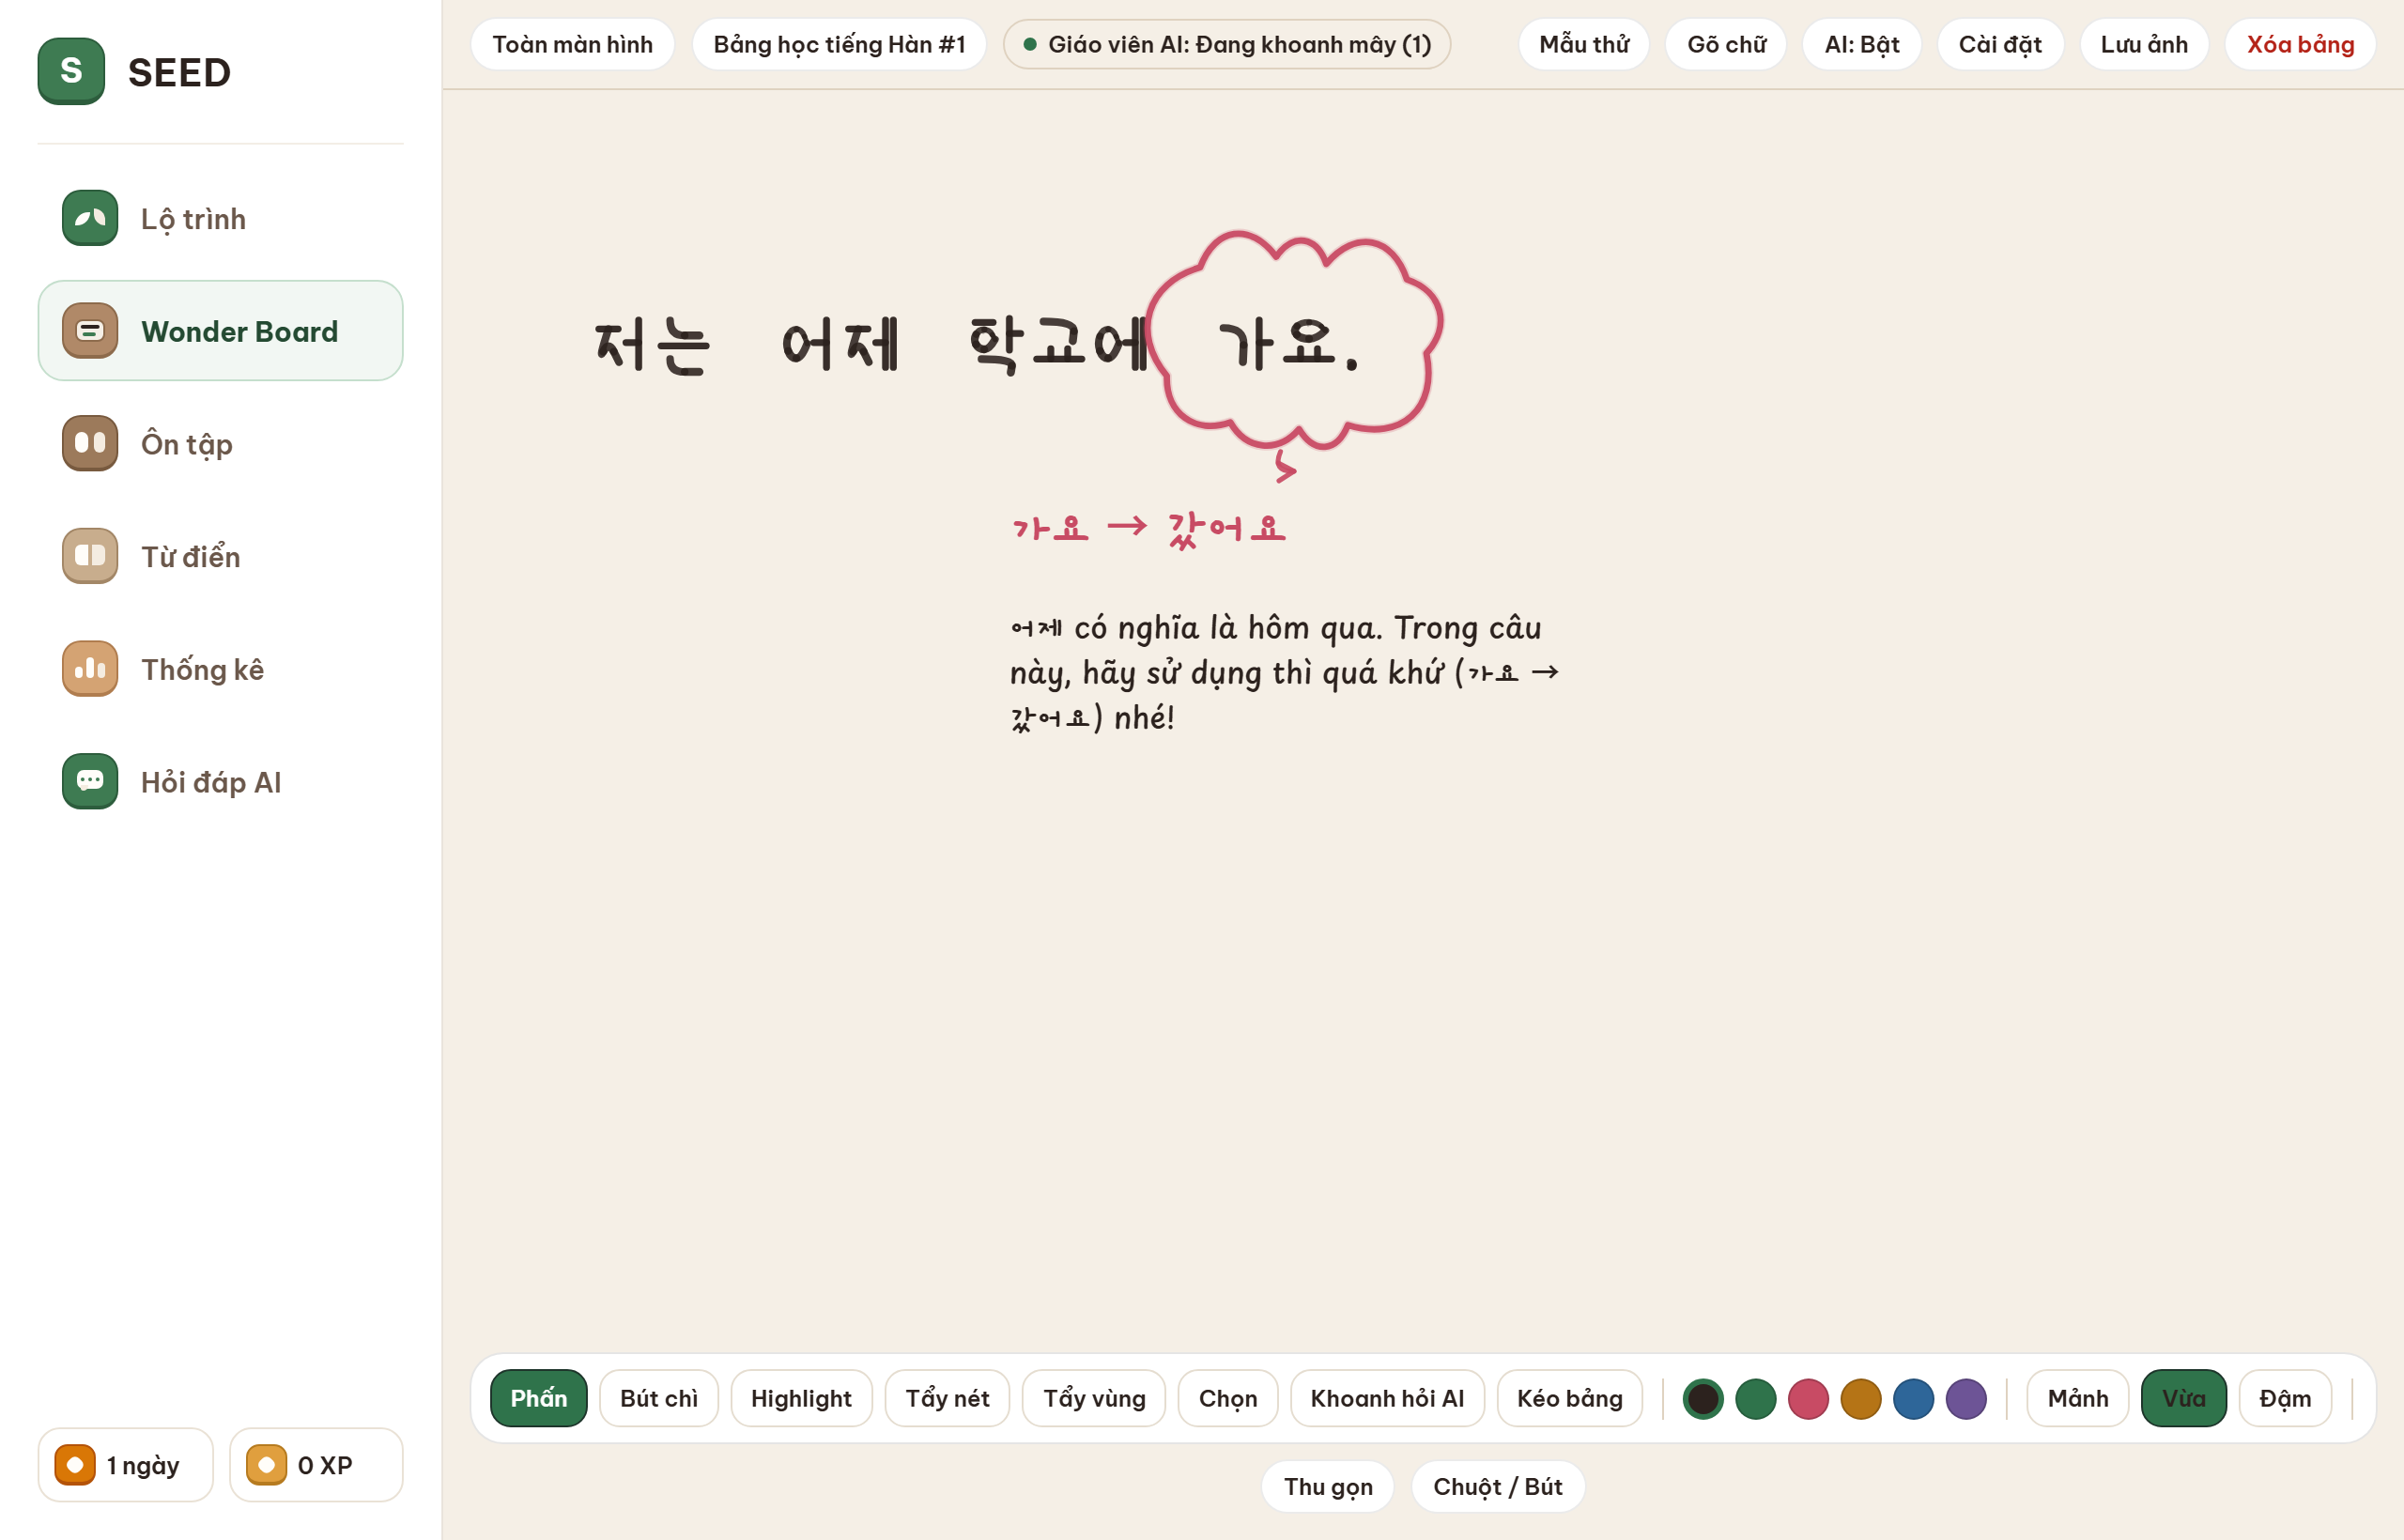 S SEED
Lộ trình
Wonder Board
Ôn tập
Từ điển
Thống kê
Hỏi đáp AI
1 ngày
0 XP
Toàn màn hình
Bảng học tiếng Hàn #1
Giáo viên AI: Đang khoanh mây (1)
Mẫu thử
Gõ chữ
AI: Bật
Cài đặt
Lưu ảnh
Xóa bảng
저는 어제 학교에 가요.
가요 → 갔어요
어제 có nghĩa là hôm qua. Trong câu
này, hãy sử dụng thì quá khứ (가요 →
갔어요) nhé!
Phấn
Bút chì
Highlight
Tẩy nét
Tẩy vùng
Chọn
Khoanh hỏi AI
Kéo bảng
Mảnh
Vừa
Đậm
Thu gọn
Chuột / Bút